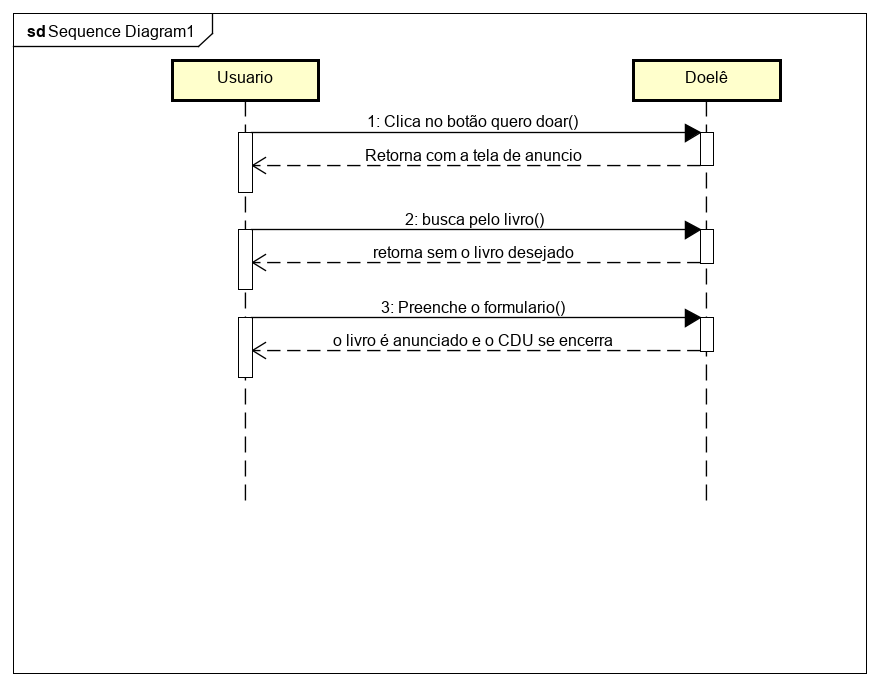 sd Sequence Diagram1
Usuario
Doelê
1: Clica no botão quero doar()
Retorna com a tela de anuncio
2: busca pelo livro()
retorna sem o livro desejado
3: Preenche o formulario()
o livro é anunciado e o CDU se encerra